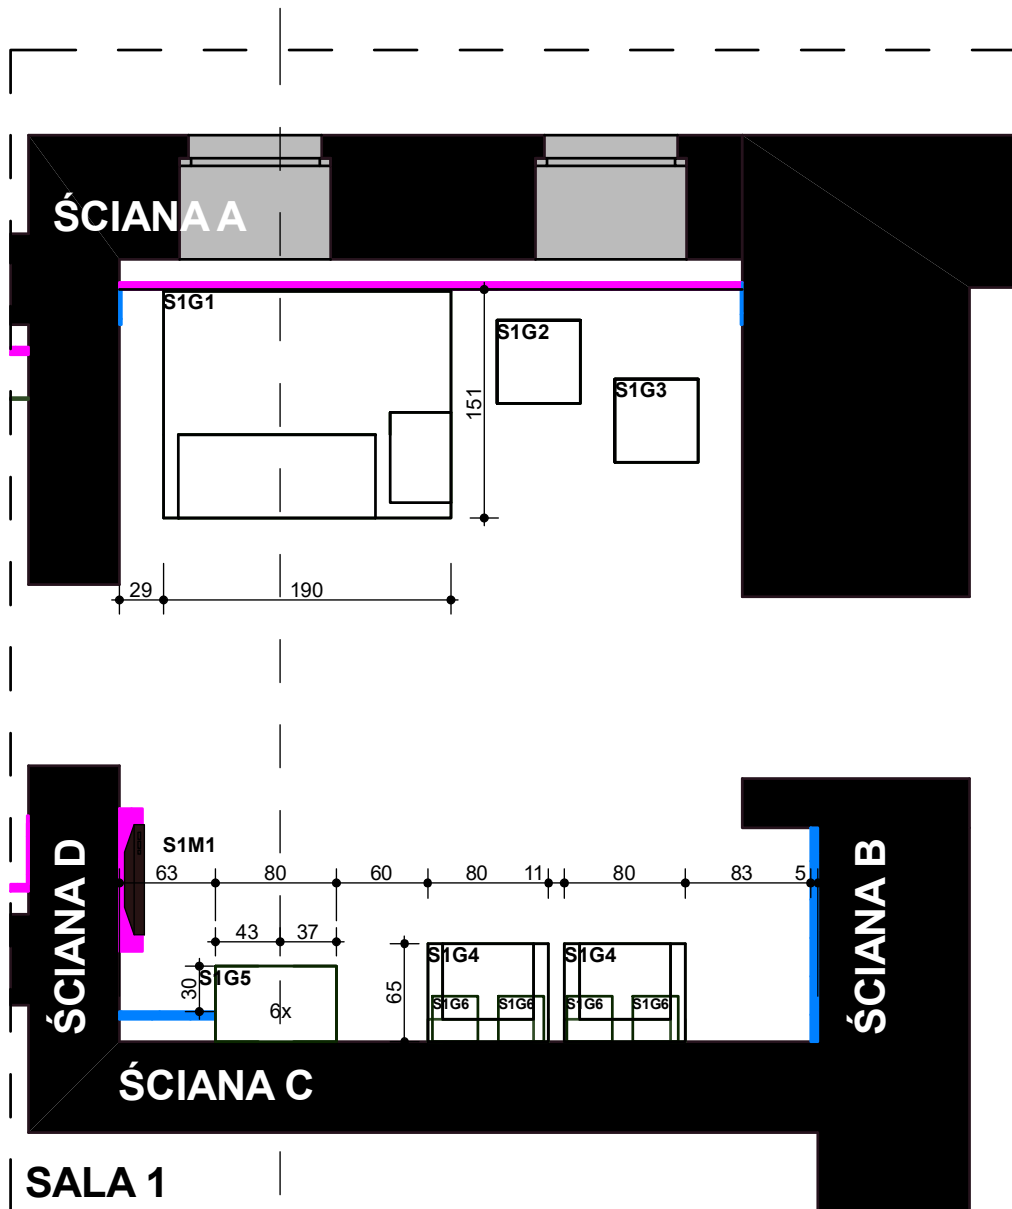 ŚCIANA A
S1G1
S1G2
S1G3
151
29
190
S1M1
63
80
60
80
11
80
83
5
43
37
S1G5
30
6x
65
S1G4
S1G4
S1G6
S1G6
S1G6
S1G6
ŚCIANA D
ŚCIANA B
ŚCIANA C
SALA 1